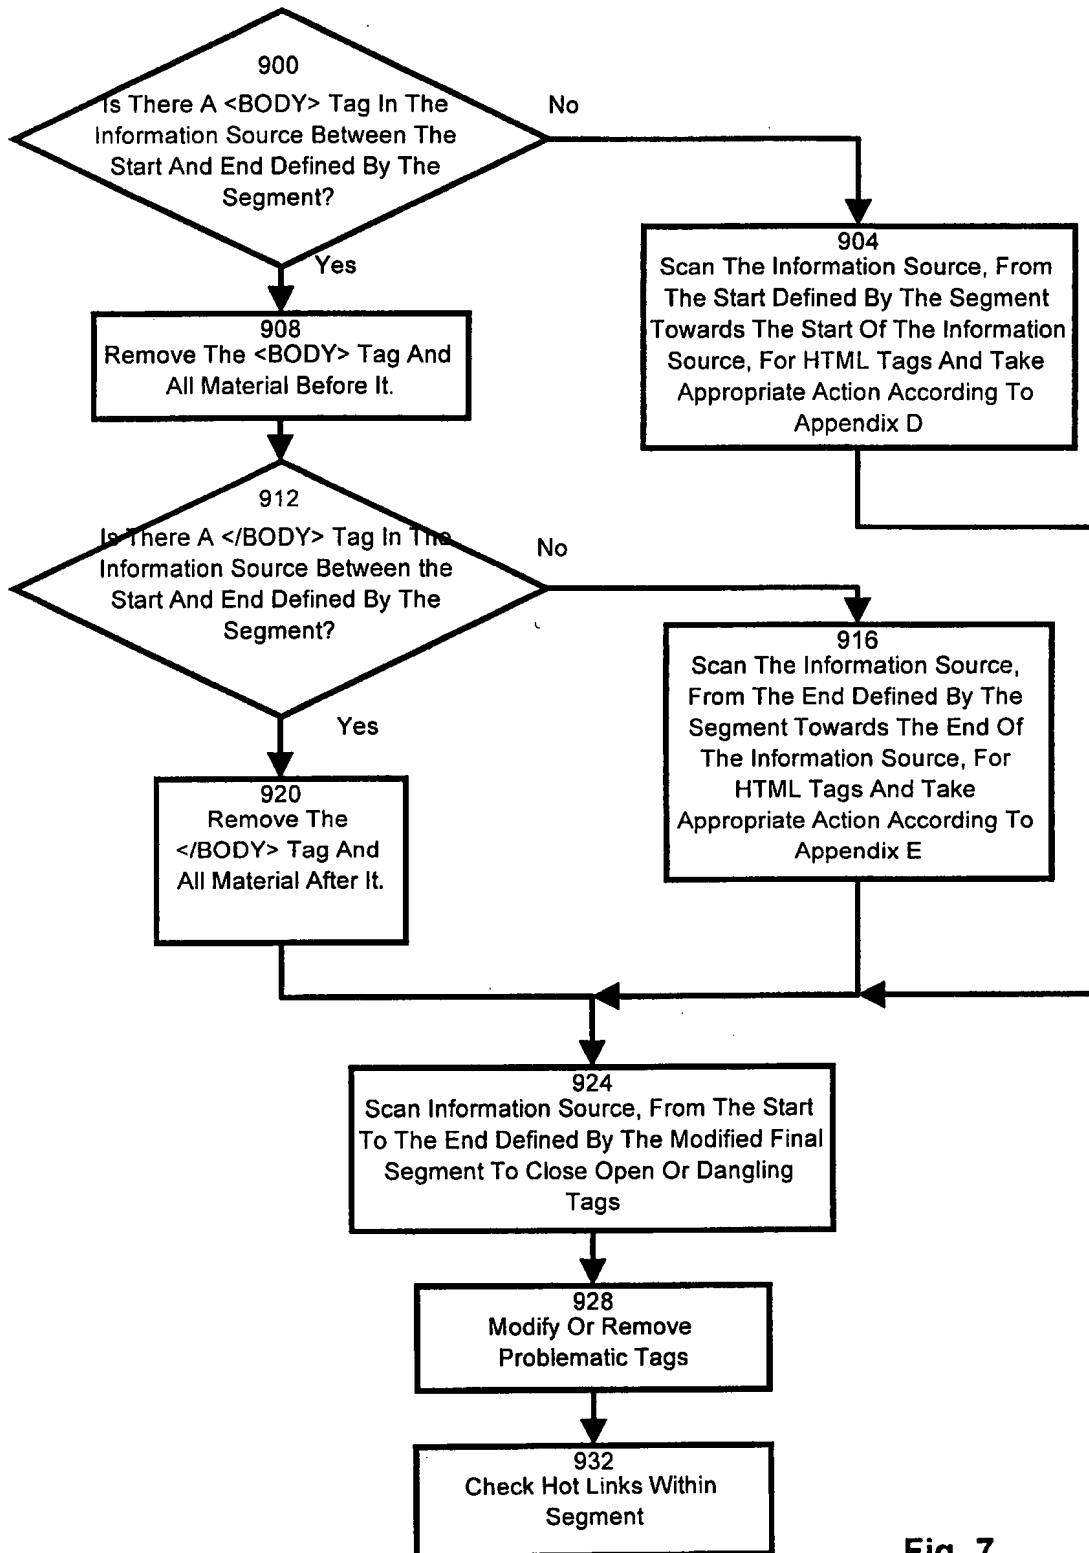 900
Is There A <BODY> Tag In The
Information Source Between The
Start And End Defined By The
Segment?
No
Yes
904
Scan The Information Source, From
The Start Defined By The Segment
Towards The Start Of The Information
Source, For HTML Tags And Take
Appropriate Action According To
Appendix D
908
Remove The <BODY> Tag And
All Material Before It.
912
Is There A </BODY> Tag In The
Information Source Between the
Start And End Defined By The
Segment?
No
Yes
916
Scan The Information Source,
From The End Defined By The
Segment Towards The End Of
The Information Source, For
HTML Tags And Take
Appropriate Action According To
Appendix E
920
Remove The
</BODY> Tag And
All Material After It.
924
Scan Information Source, From The Start
To The End Defined By The Modified Final
Segment To Close Open Or Dangling
Tags
928
Modify Or Remove
Problematic Tags
932
Check Hot Links Within
Segment
Fig. 7